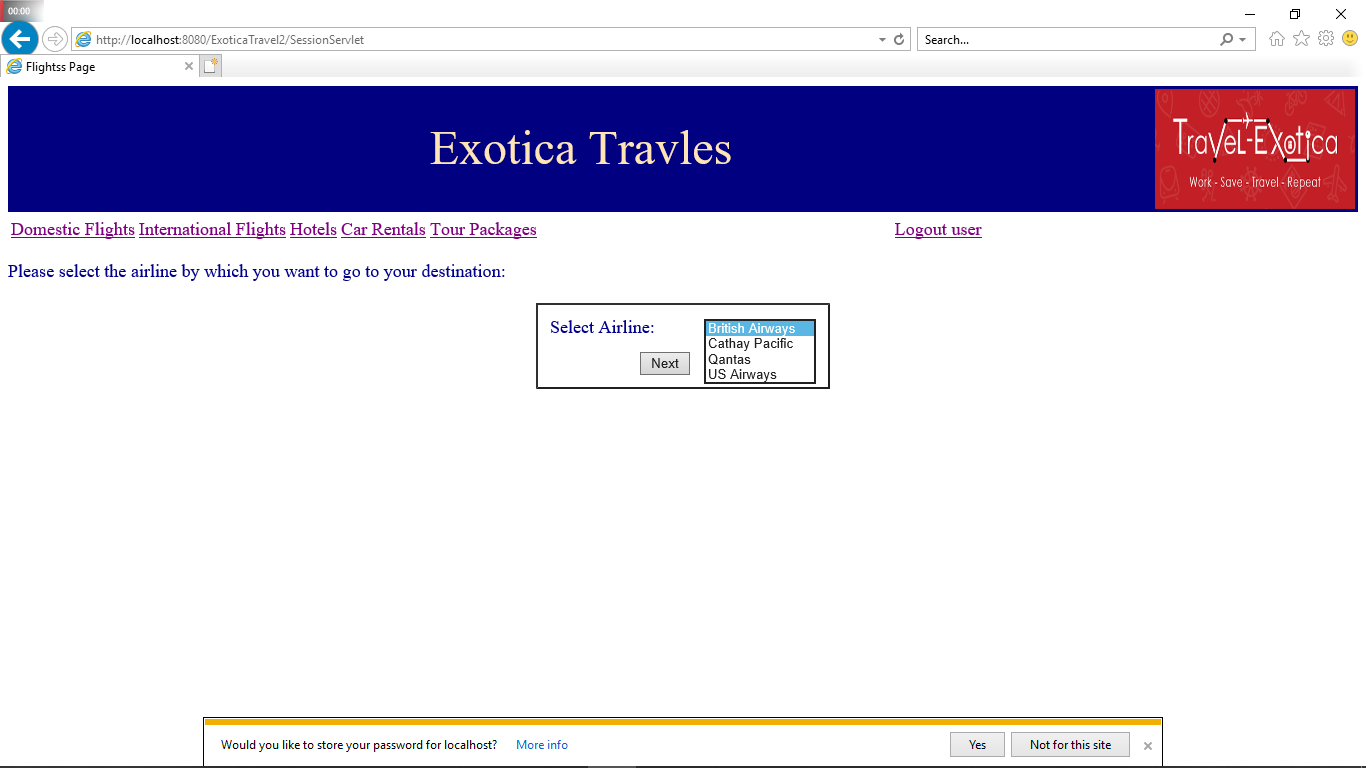 00:00
http://localhost:8080/ExoticaTravel2/SessionServlet
Search...
Flightss Page
Exotica Travles
TraveL-Exotica
Work - Save - Travel - Repeat
Domestic Flights International Flights Hotels Car Rentals Tour Packages Logout user
Please select the airline by which you want to go to your destination:
Select Airline:
British Airways
Cathay Pacific
Qantas
US Airways
Next
Would you like to store your password for localhost? More info Yes Not for this site